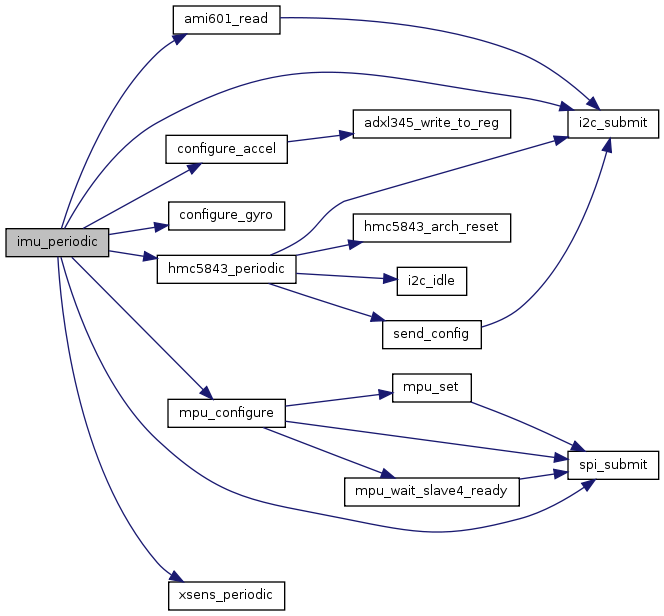 ami601_read
i2c_submit
adxl345_write_to_reg
configure_accel
configure_gyro
hmc5843_arch_reset
imu_periodic
hmc5843_periodic
i2c_idle
send_config
mpu_set
mpu_configure
spi_submit
mpu_wait_slave4_ready
xsens_periodic